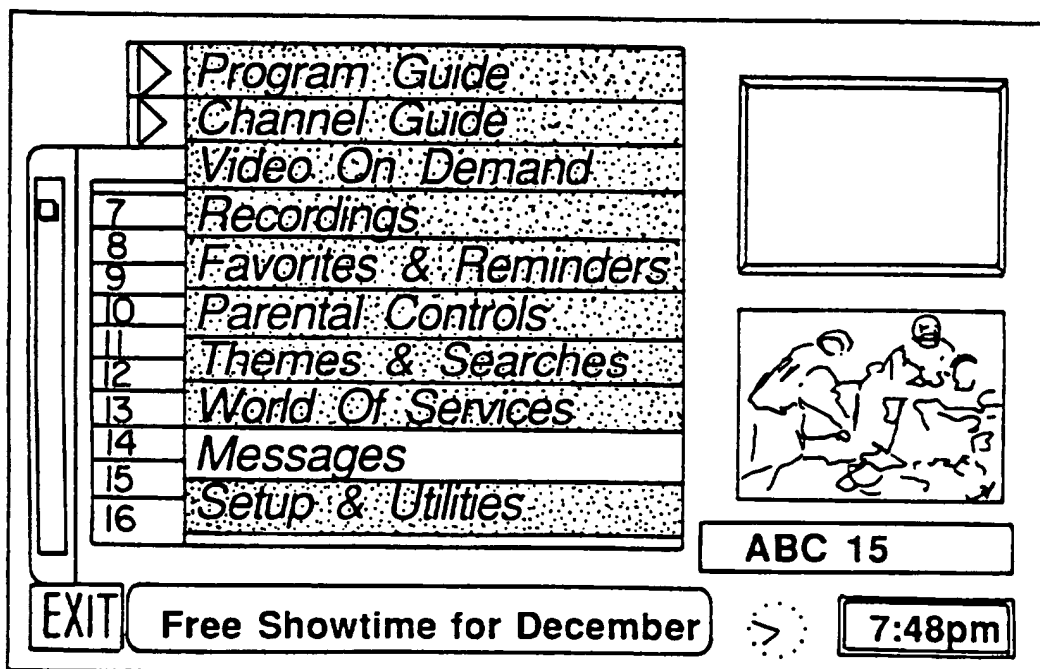 Program Guide
Channel Guide
Video On Demand
7 Recordings
8
9 Favorites & Reminders
10 Parental Controls
11
12 Themes & Searches
13 World Of Services
14 Messages
15
16 Setup & Utilities
ABC 15
EXIT Free Showtime for December 7:48pm